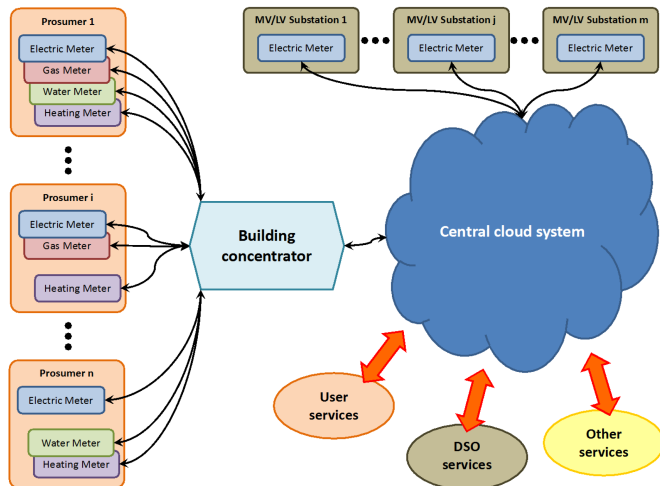 Prosumer 1
Electric Meter
Gas Meter
Water Meter
Heating Meter
Prosumer i
Electric Meter
Gas Meter
Heating Meter
Prosumer n
Electric Meter
Water Meter
Heating Meter
Building
concentrator
MV/LV Substation 1
Electric Meter
MV/LV Substation j
Electric Meter
MV/LV Substation m
Electric Meter
Central cloud system
User
services
DSO
services
Other
services